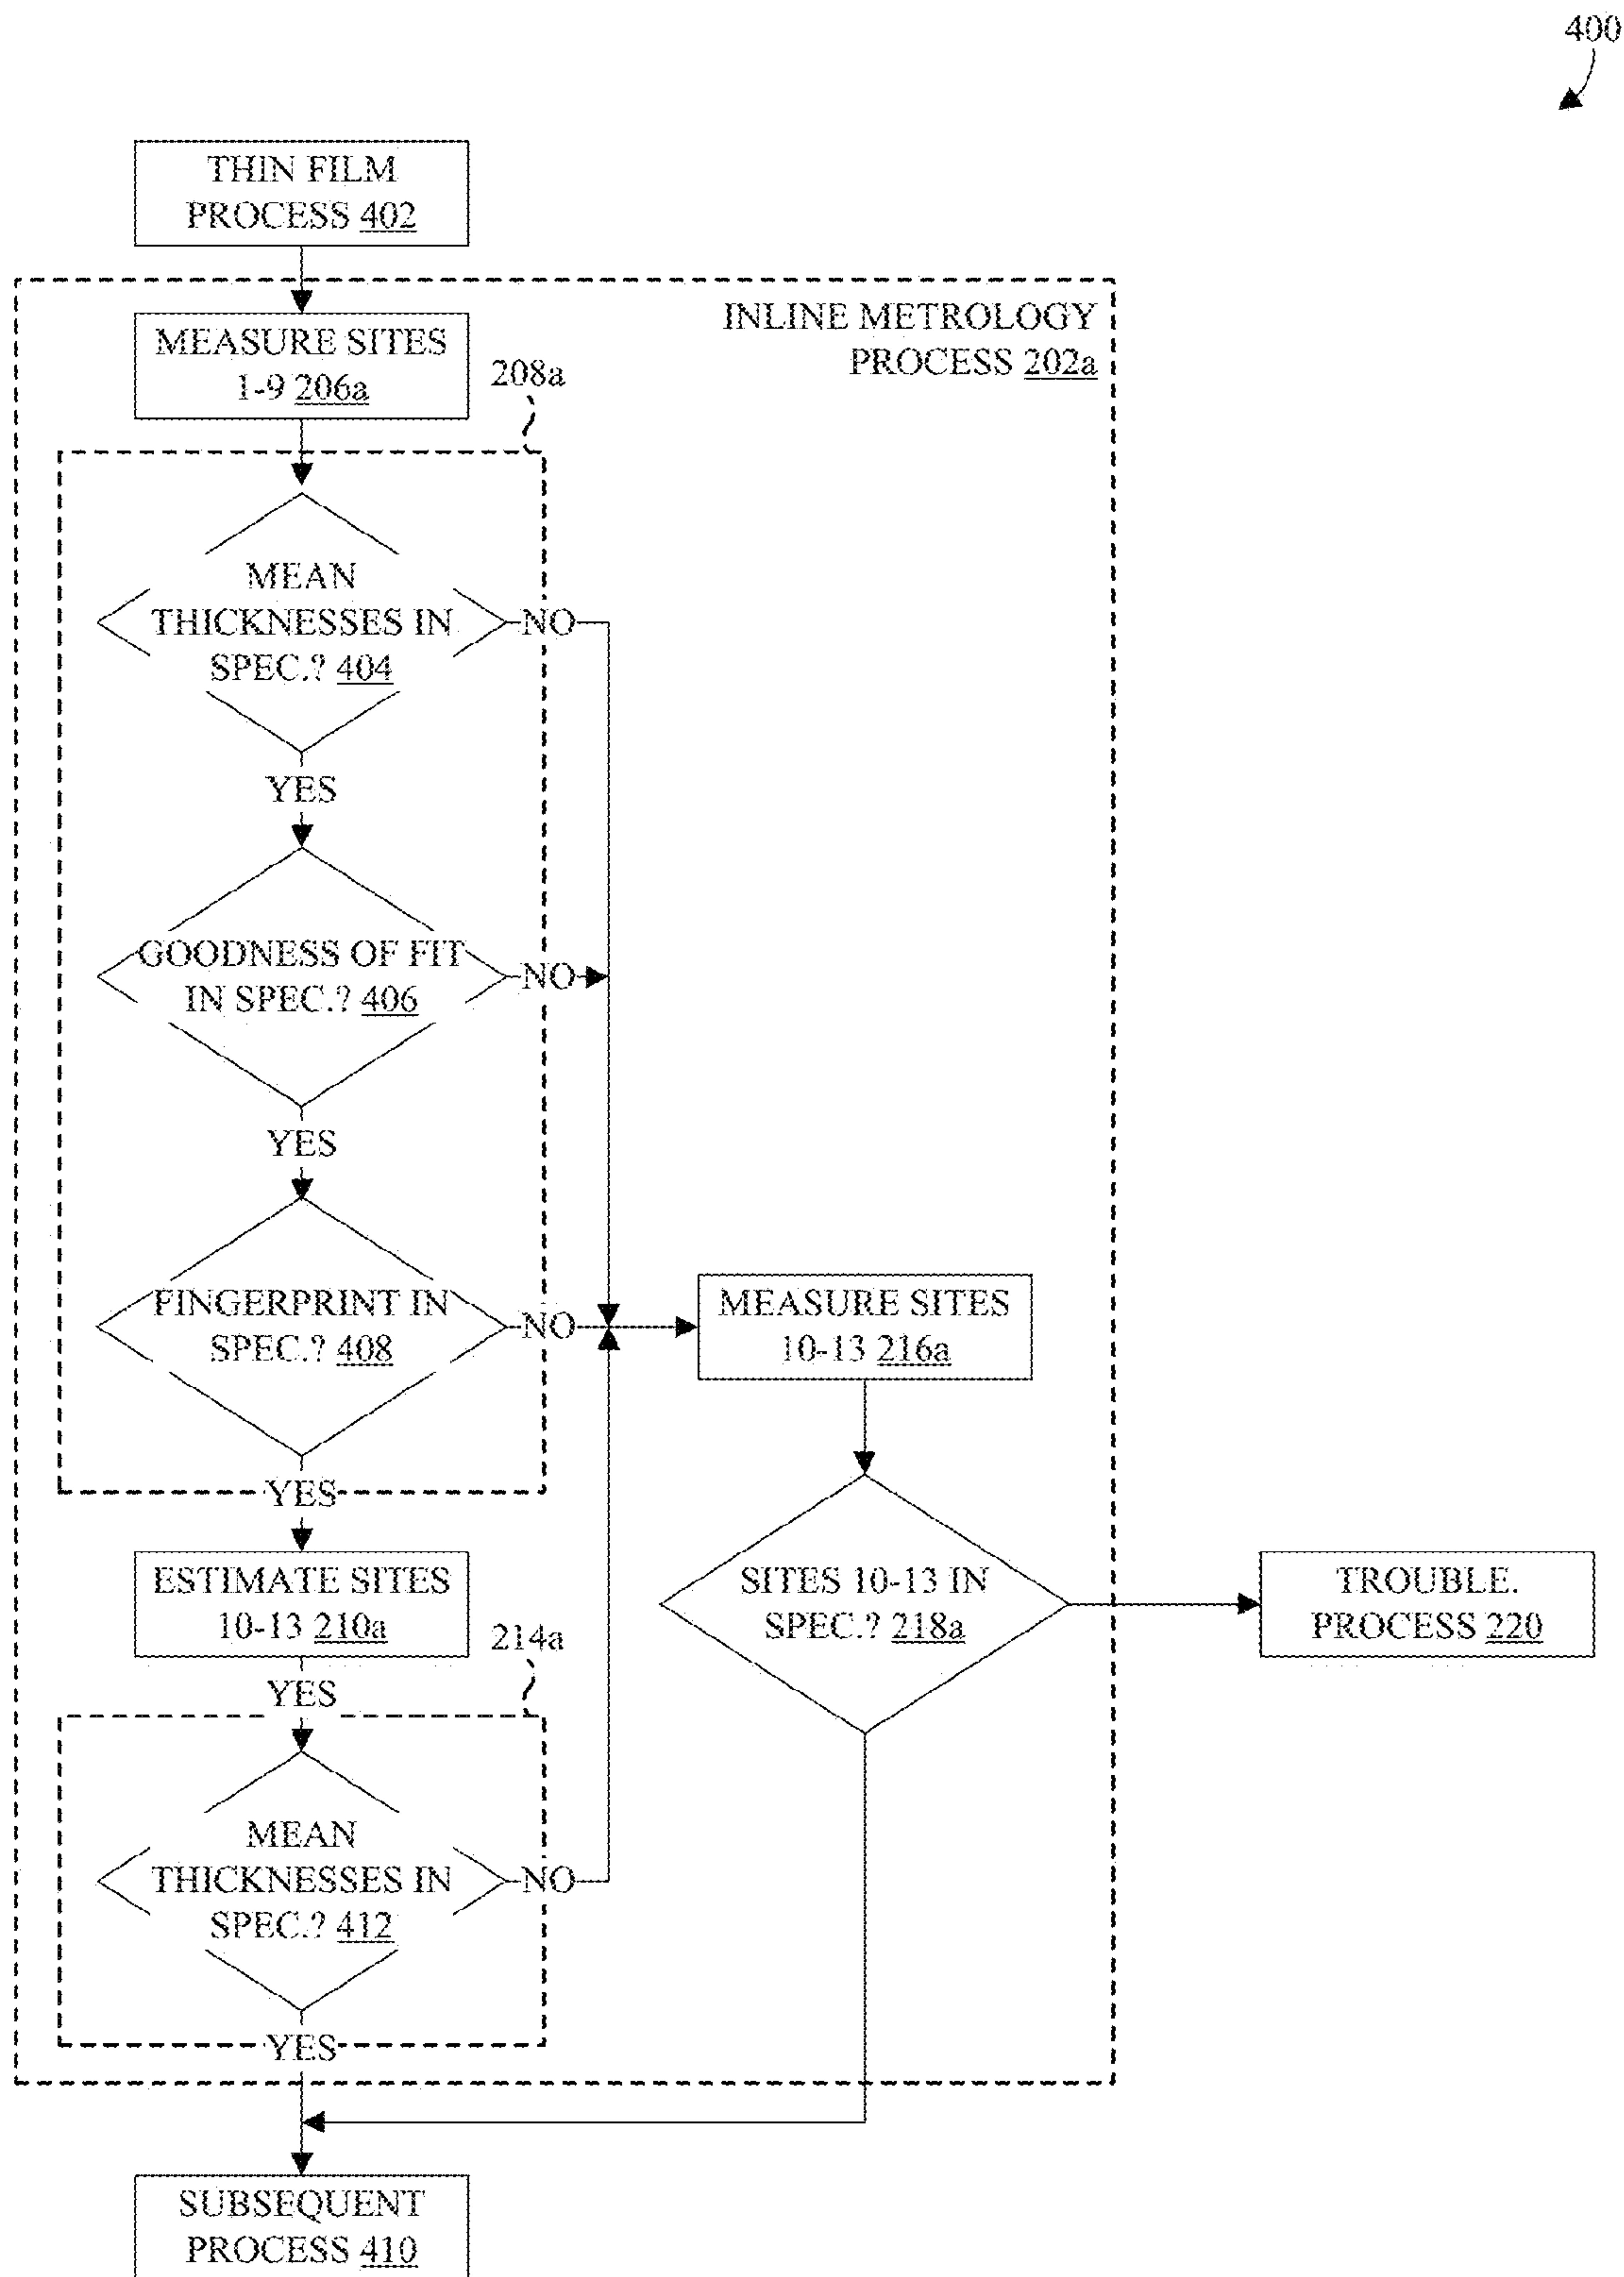 400
THIN FILM
PROCESS 402
INLINE METROLOGY
PROCESS 202a
MEASURE SITES
1-9 206a
208a
MEAN
THICKNESSES IN
SPEC.? 404
NO
YES
GOODNESS OF FIT
IN SPEC.? 406
NO
YES
FINGERPRINT IN
SPEC.? 408
NO
MEASURE SITES
10-13 216a
YES
ESTIMATE SITES
10-13 210a
SITES 10-13 IN
SPEC.? 218a
TROUBLE.
PROCESS 220
214a
YES
MEAN
THICKNESSES IN
SPEC.? 412
NO
YES
SUBSEQUENT
PROCESS 410